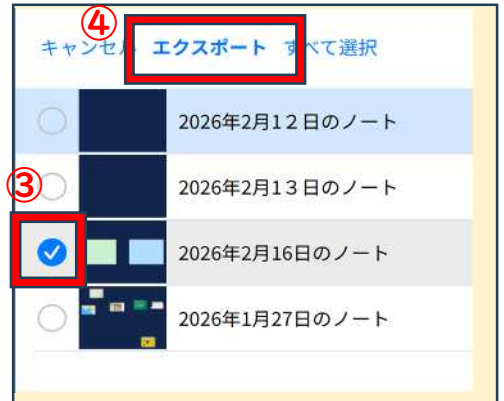 ④
キャンセル エクスポート すべて選択
2026年2月12日のノート
2026年2月13日のノート
③
2026年2月16日のノート
2026年1月27日のノート